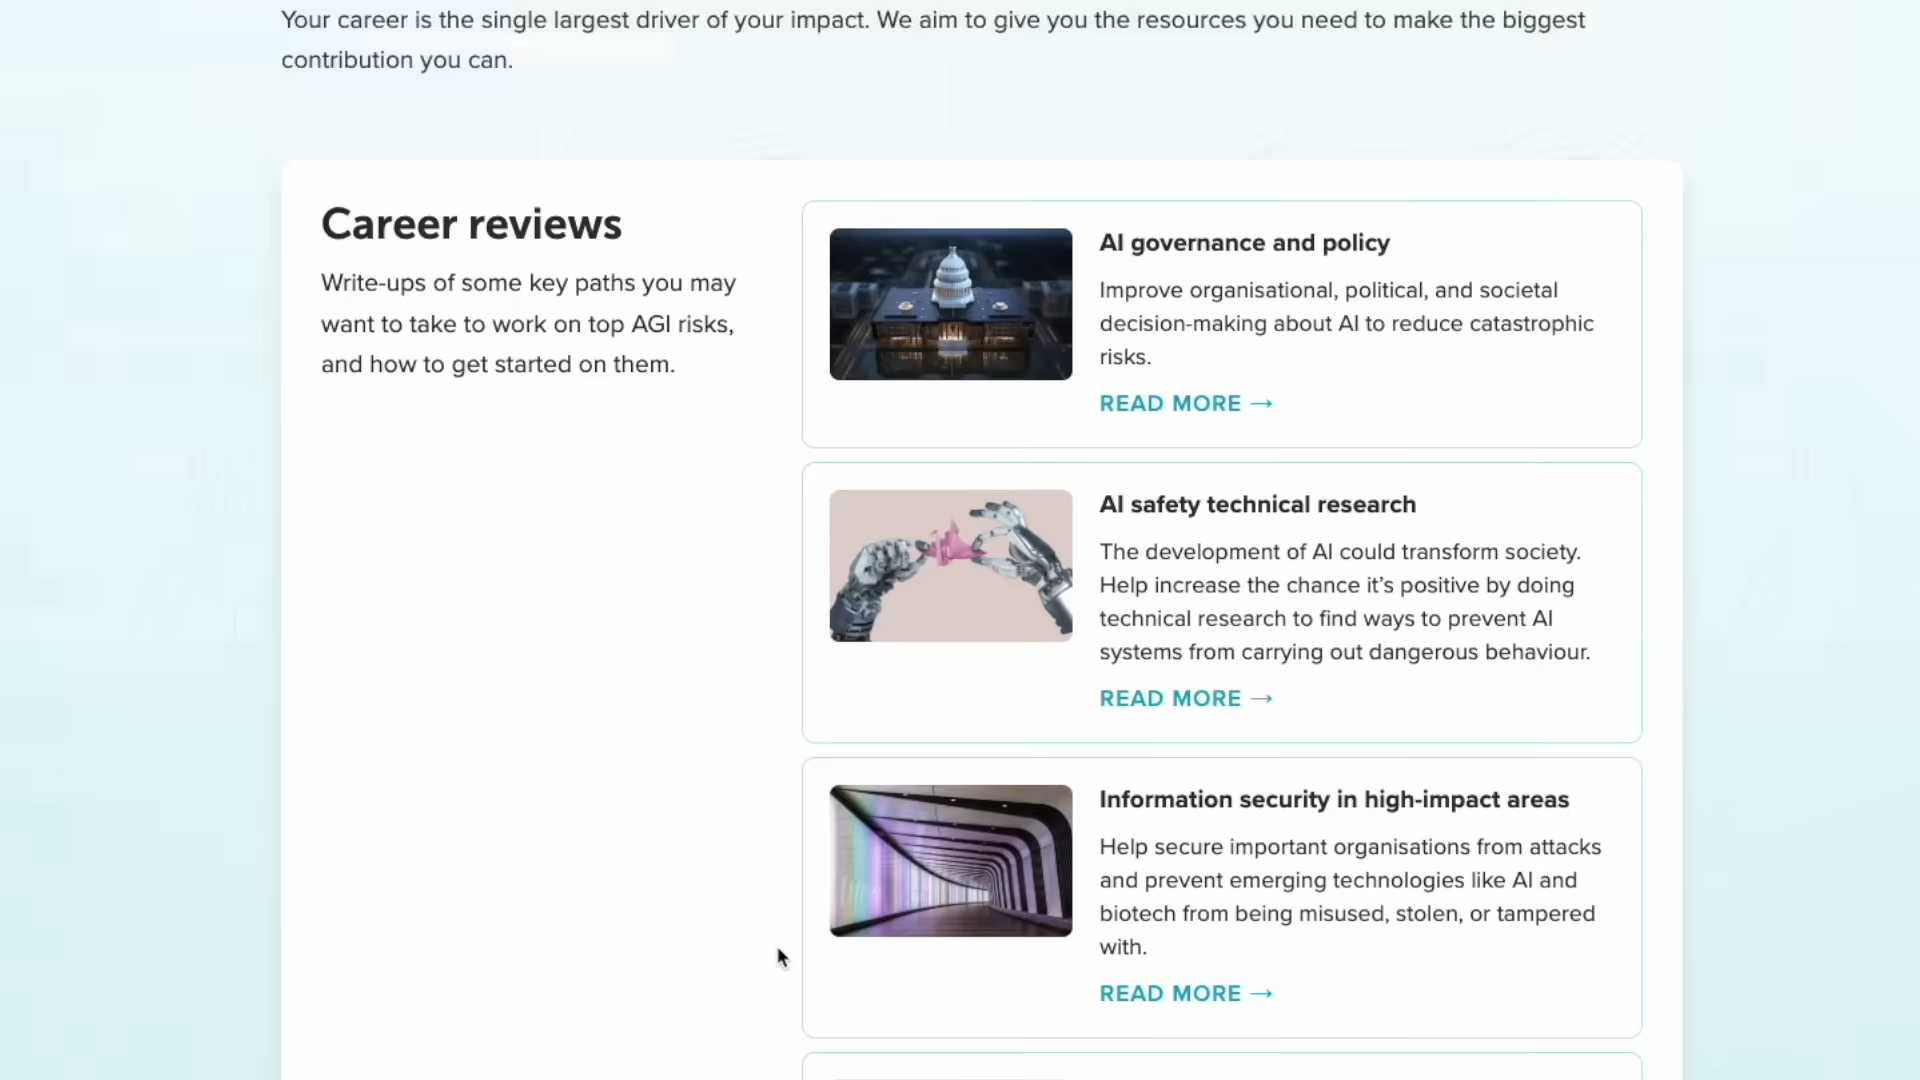 Your career is the single largest driver of your impact. We aim to give you the resources you need to make the biggest
contribution you can.
Career reviews
Write-ups of some key paths you may
want to take to work on top AGI risks,
and how to get started on them.
AI governance and policy
Improve organisational, political, and societal
decision-making about AI to reduce catastrophic
risks.
READ MORE →
AI safety technical research
The development of AI could transform society.
Help increase the chance it’s positive by doing
technical research to find ways to prevent AI
systems from carrying out dangerous behaviour.
READ MORE →
Information security in high-impact areas
Help secure important organisations from attacks
and prevent emerging technologies like AI and
biotech from being misused, stolen, or tampered
with.
READ MORE →